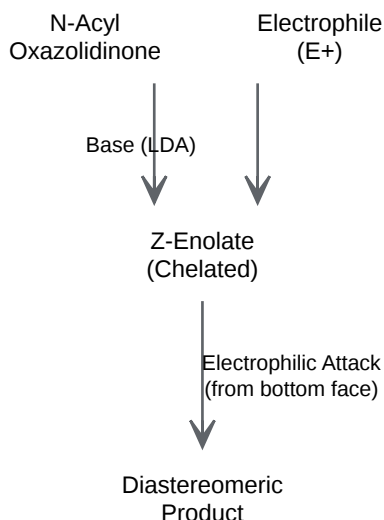 N-Acyl
Oxazolidinone
Electrophile
(E+)
Base (LDA)
Z-Enolate
(Chelated)
Electrophilic Attack
(from bottom face)
Diastereomeric
Product